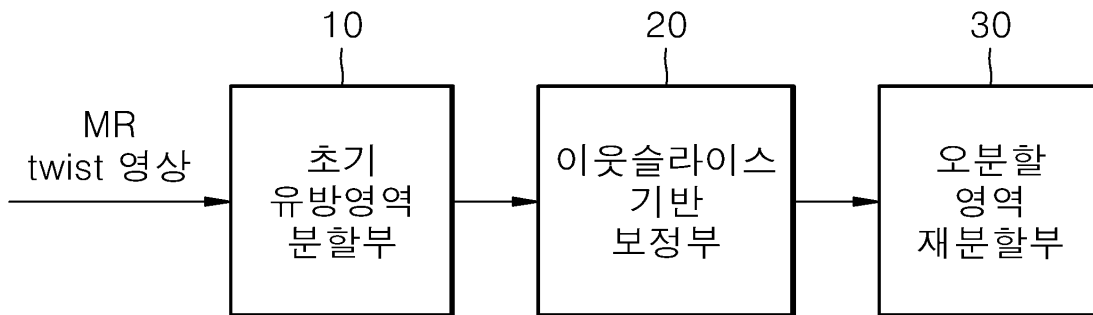 10
20
30
MR
twist 영상
초기
유방영역
분할부
이웃슬라이스
기반
보정부
오분할
영역
재분할부